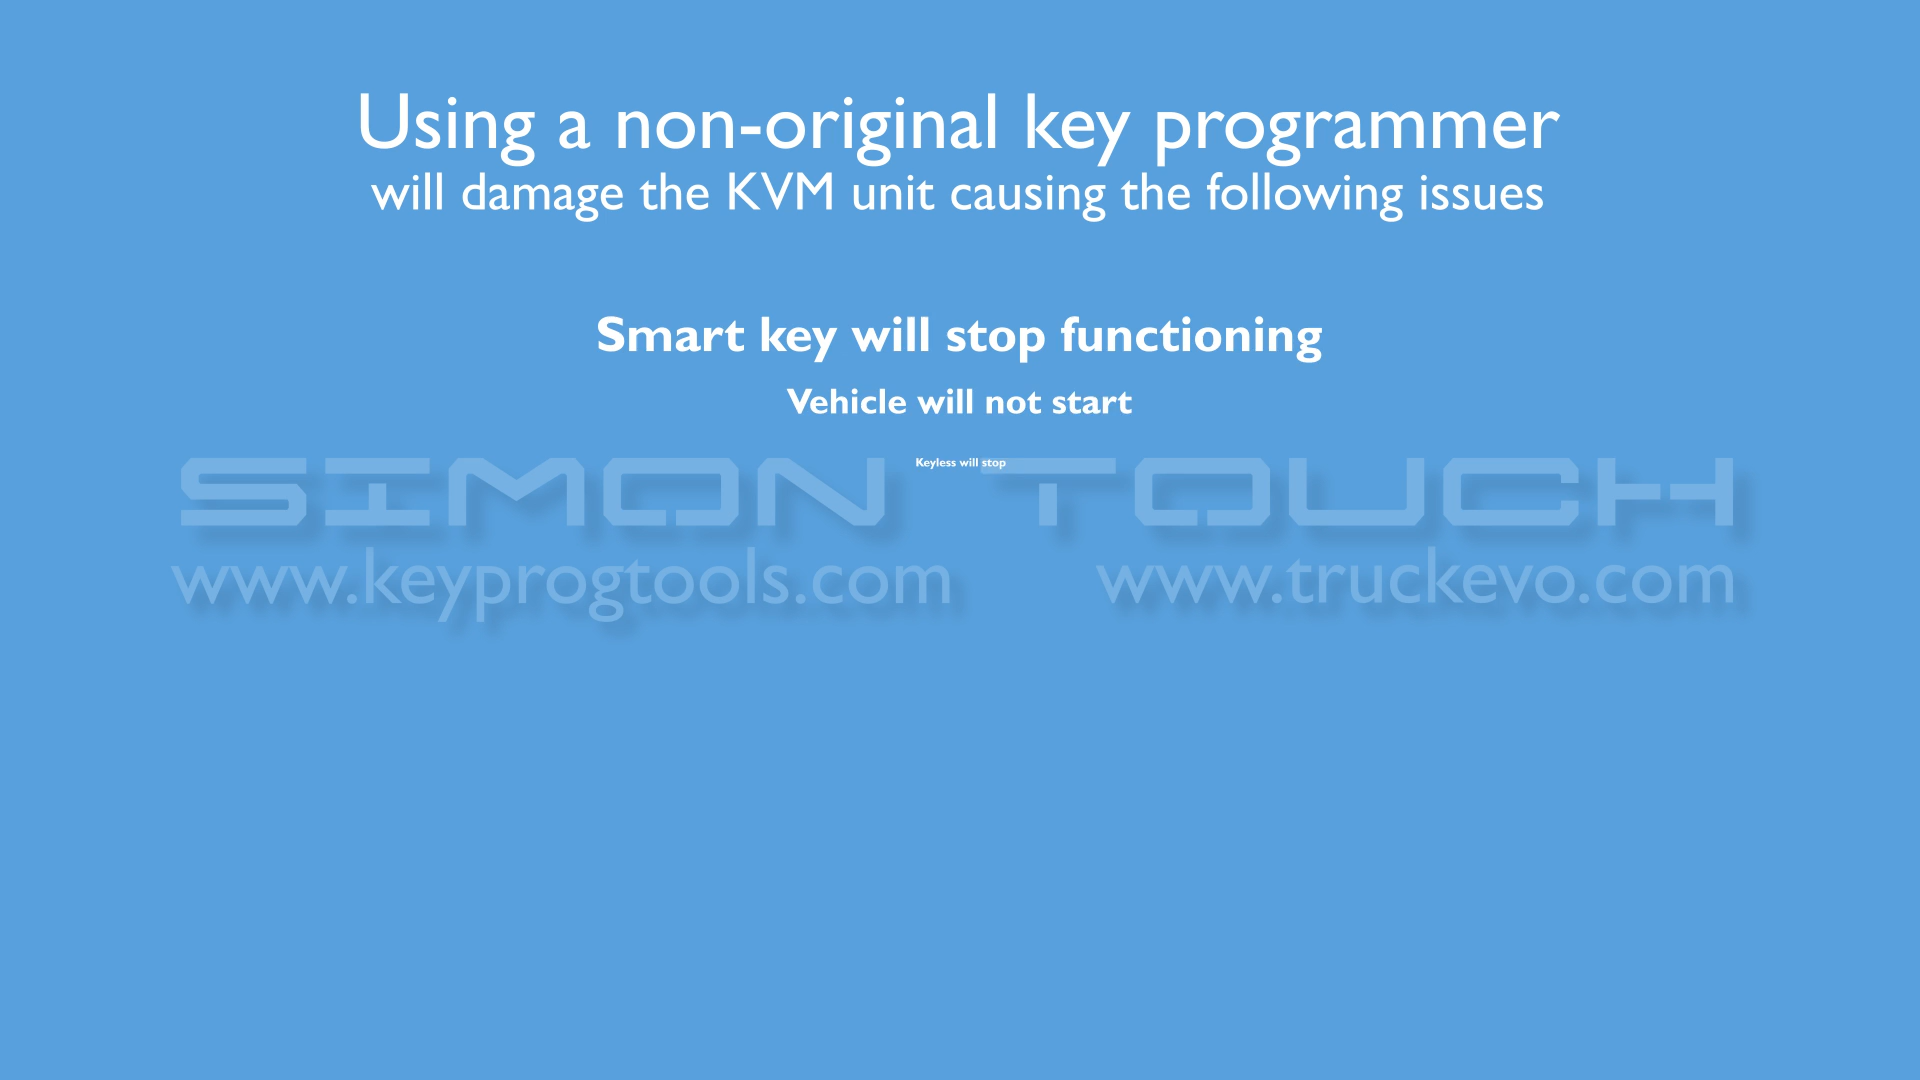 Using a non-original key programmer
will damage the KVM unit causing the following issues
Smart key will stop functioning
Vehicle will not start
Keyless will stop
SIMON TOUCH
www.keyprogtools.com www.truckevo.com